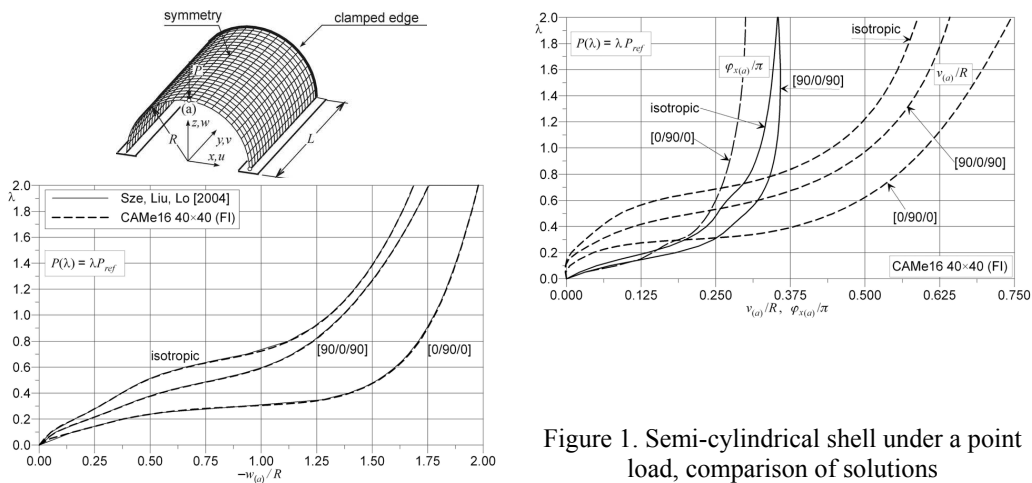 symmetry
clamped edge
P
(a)
R
z,w
y,v
x,u
L
λ
2.0
1.8
1.6
1.4
1.2
1.0
0.8
0.6
0.4
0.2
0.0
Sze, Liu, Lo [2004]
CAMe16 40×40 (FI)
P(λ) = λP_ref
isotropic
[90/0/90]
[0/90/0]
0.00 0.25 0.50 0.75 1.00 1.25 1.50 1.75 2.00
−w(a)/R
λ
2.0
1.8
1.6
1.4
1.2
1.0
0.8
0.6
0.4
0.2
0.0
P(λ) = λ P_ref
φx(a)/π
isotropic
[90/0/90]
v(a)/R
isotropic
[0/90/0]
[90/0/90]
[0/90/0]
CAMe16 40×40 (FI)
0.000 0.125 0.250 0.375 0.500 0.625 0.750
v(a)/R, φx(a)/π
Figure 1. Semi-cylindrical shell under a point
load, comparison of solutions